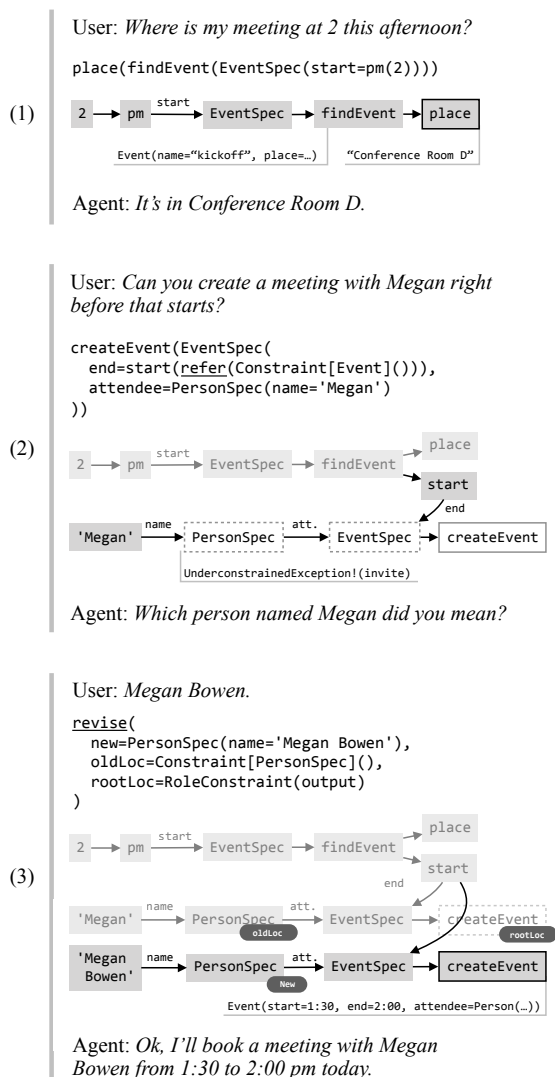 User: Where is my meeting at 2 this afternoon?
place(findEvent(EventSpec(start=pm(2))))
(1)
2 pm start EventSpec findEvent place
Event(name=“kickoff”, place=…) “Conference Room D”
Agent: It’s in Conference Room D.
User: Can you create a meeting with Megan right
before that starts?
createEvent(EventSpec(
end=start(refer(Constraint[Event]())),
attendee=PersonSpec(name='Megan')
))
(2)
place
2 pm start EventSpec findEvent
start
end
'Megan' name PersonSpec att. EventSpec createEvent
UnderconstrainedException!(invite)
Agent: Which person named Megan did you mean?
User: Megan Bowen.
revise(
new=PersonSpec(name='Megan Bowen'),
oldLoc=Constraint[PersonSpec](),
rootLoc=RoleConstraint(output)
)
(3)
place
2 pm start EventSpec findEvent
start
end
'Megan' name PersonSpec att. EventSpec createEvent
oldLoc rootLoc
'Megan
Bowen' name PersonSpec att. EventSpec createEvent
New
Event(start=1:30, end=2:00, attendee=Person(…))
Agent: Ok, I’ll book a meeting with Megan
Bowen from 1:30 to 2:00 pm today.